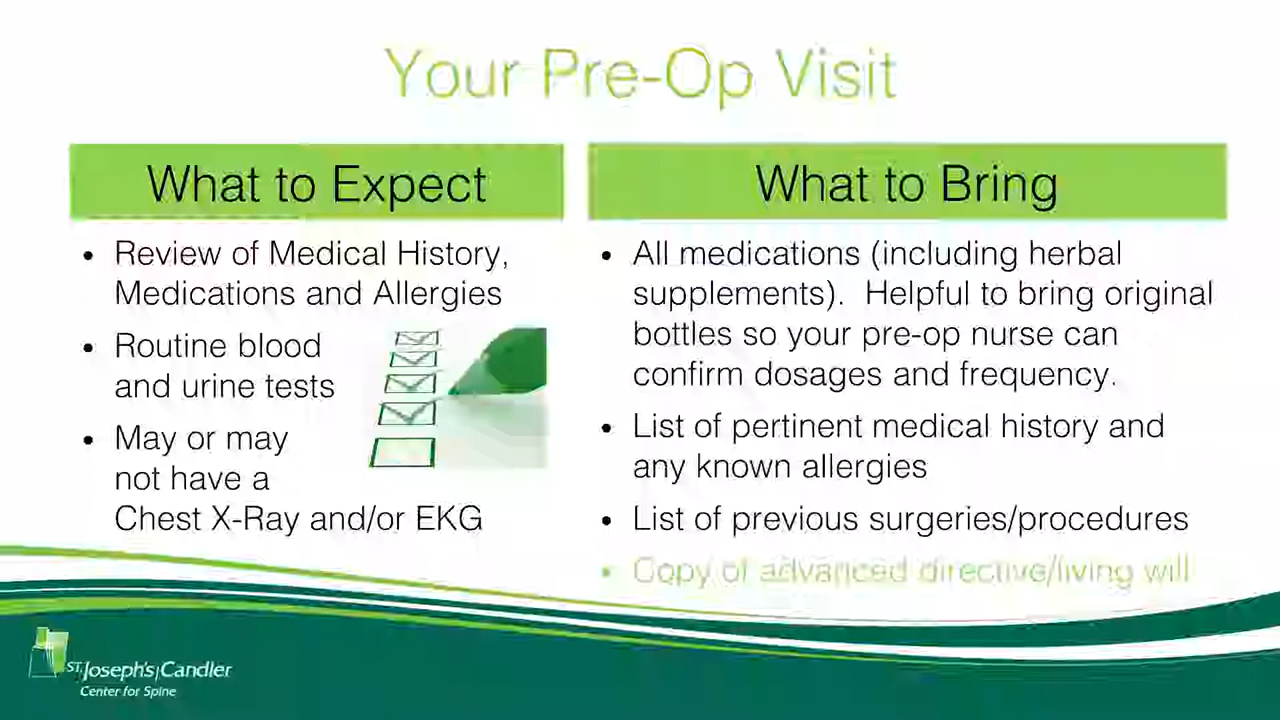 Your Pre-Op Visit
What to Expect
• Review of Medical History,
Medications and Allergies
• Routine blood
and urine tests
• May or may
not have a
Chest X-Ray and/or EKG
What to Bring
• All medications (including herbal
supplements). Helpful to bring original
bottles so your pre-op nurse can
confirm dosages and frequency.
• List of pertinent medical history and
any known allergies
• List of previous surgeries/procedures
• Copy of advanced directive/living will
ST. Joseph's|Candler
Center for Spine